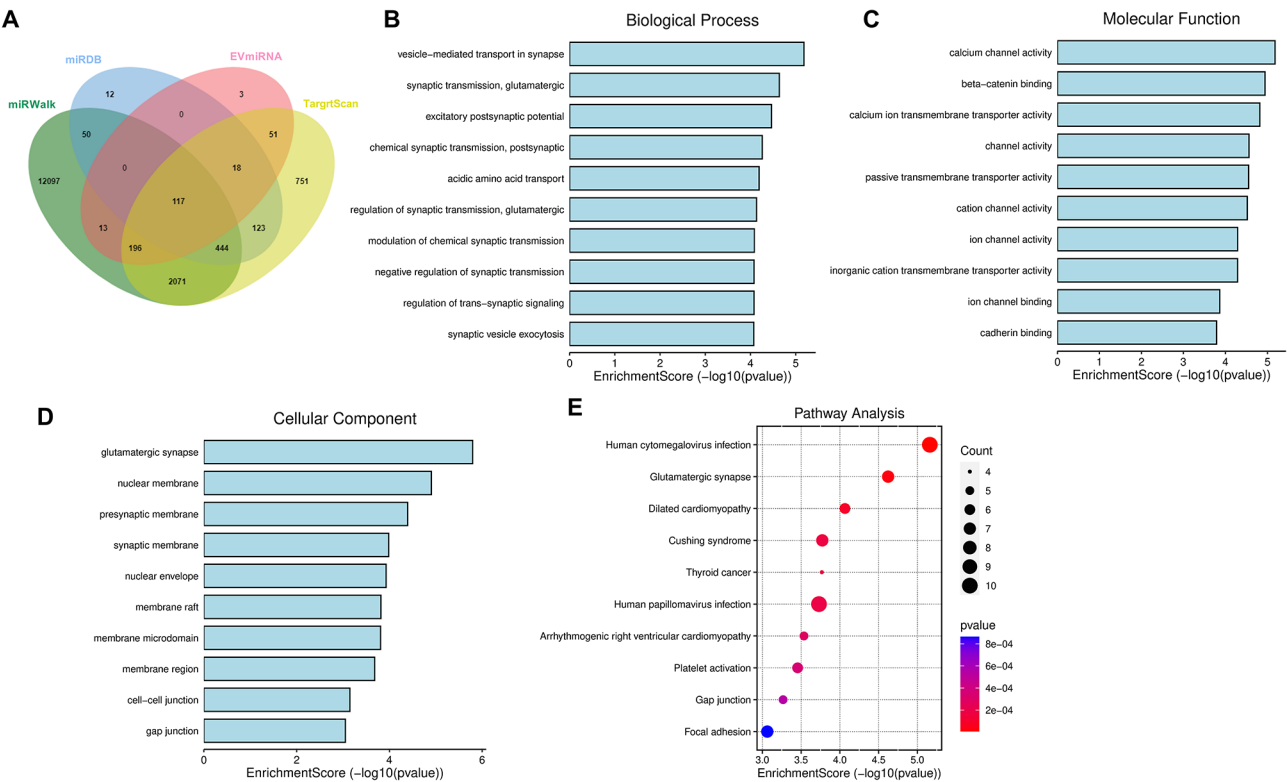 A
miRDB
EVmiRNA
miRWalk
TargrtScan
12
3
50
0
51
0
18
12097
751
117
13
123
196
444
2071
B
Biological Process
vesicle−mediated transport in synapse
synaptic transmission, glutamatergic
excitatory postsynaptic potential
chemical synaptic transmission, postsynaptic
acidic amino acid transport
regulation of synaptic transmission, glutamatergic
modulation of chemical synaptic transmission
negative regulation of synaptic transmission
regulation of trans−synaptic signaling
synaptic vesicle exocytosis
0 1 2 3 4 5
EnrichmentScore (−log10(pvalue))
C
Molecular Function
calcium channel activity
beta−catenin binding
calcium ion transmembrane transporter activity
channel activity
passive transmembrane transporter activity
cation channel activity
ion channel activity
inorganic cation transmembrane transporter activity
ion channel binding
cadherin binding
0 1 2 3 4 5
EnrichmentScore (−log10(pvalue))
D
Cellular Component
glutamatergic synapse
nuclear membrane
presynaptic membrane
synaptic membrane
nuclear envelope
membrane raft
membrane microdomain
membrane region
cell−cell junction
gap junction
0 2 4 6
EnrichmentScore (−log10(pvalue))
E
Pathway Analysis
Human cytomegalovirus infection
Glutamatergic synapse
Dilated cardiomyopathy
Cushing syndrome
Thyroid cancer
Human papillomavirus infection
Arrhythmogenic right ventricular cardiomyopathy
Platelet activation
Gap junction
Focal adhesion
3.0 3.5 4.0 4.5 5.0
EnrichmentScore (−log10(pvalue))
Count
4
5
6
7
8
9
10
pvalue
8e−04
6e−04
4e−04
2e−04